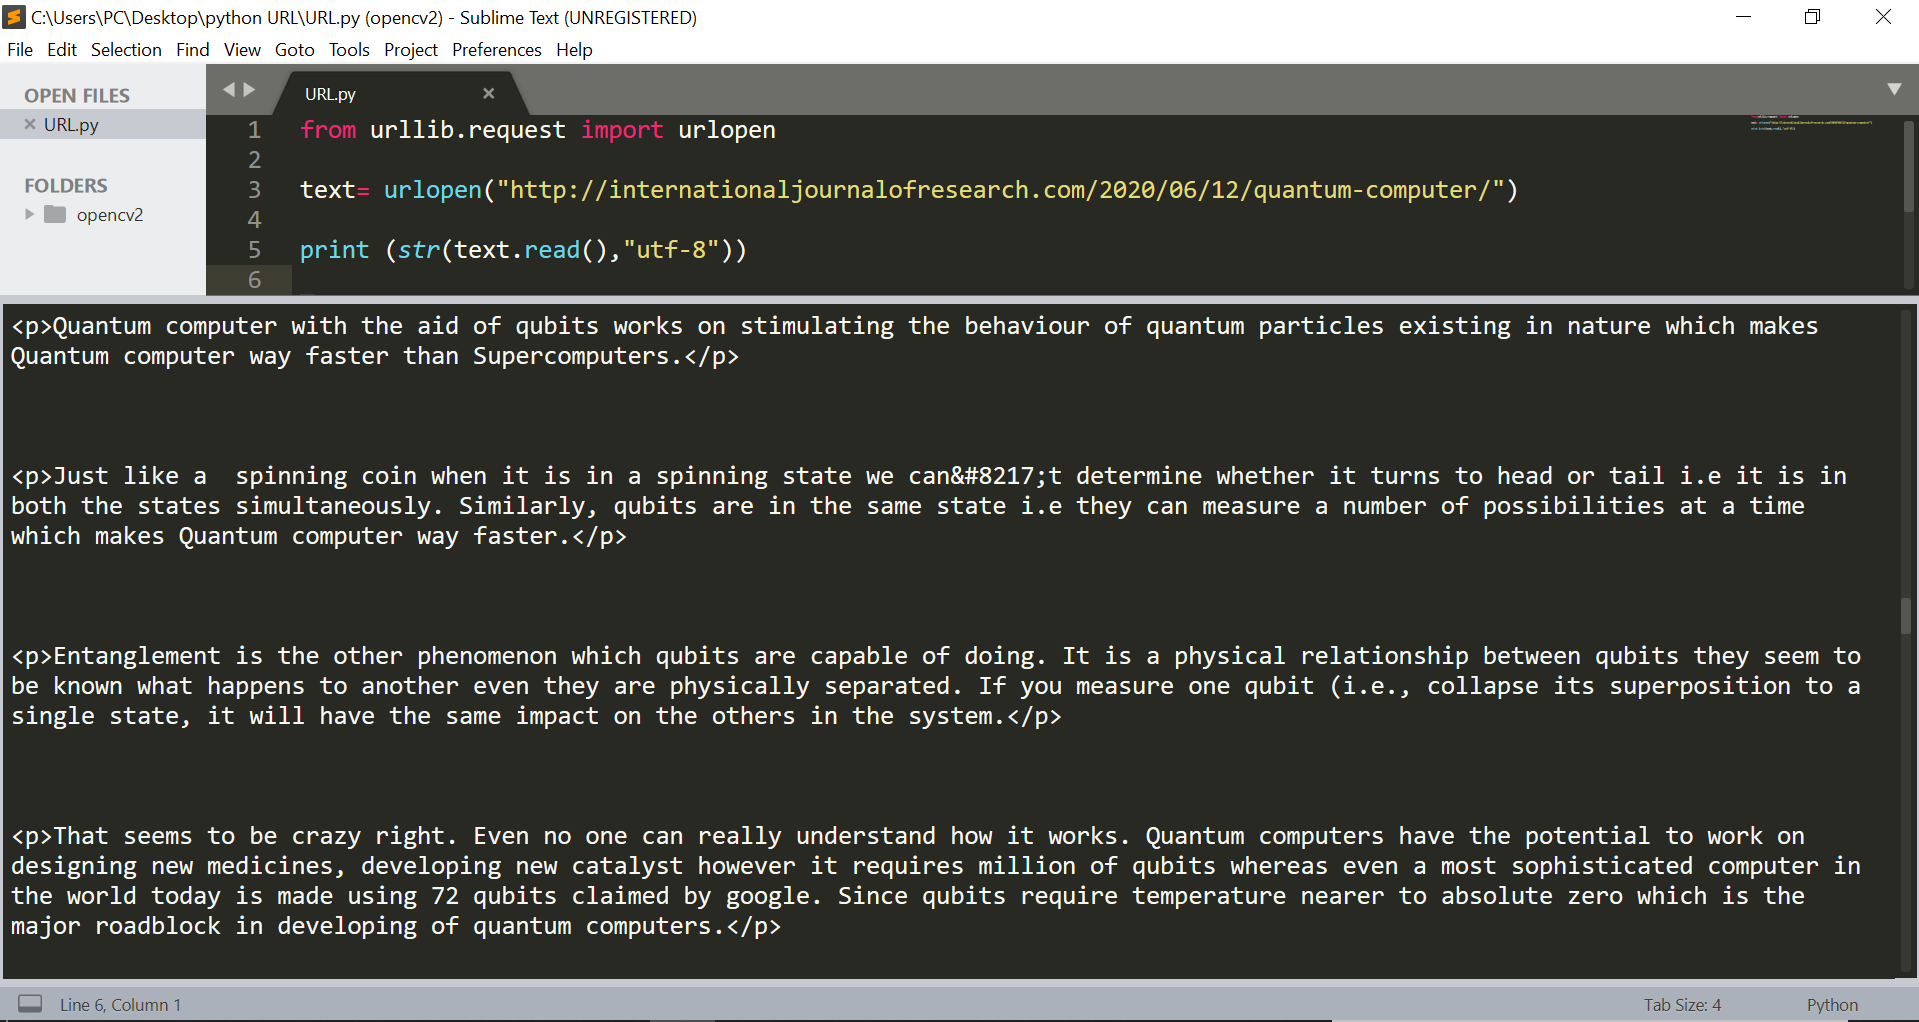 C:\Users\PC\Desktop\python URL\URL.py (opencv2) - Sublime Text (UNREGISTERED)
File Edit Selection Find View Goto Tools Project Preferences Help
OPEN FILES
URL.py
FOLDERS
opencv2
URL.py
1 from urllib.request import urlopen
2
3 text= urlopen("http://internationaljournalofresearch.com/2020/06/12/quantum-computer/")
4
5 print (str(text.read(),"utf-8"))
6
<p>Quantum computer with the aid of qubits works on stimulating the behaviour of quantum particles existing in nature which makes
Quantum computer way faster than Supercomputers.</p>
<p>Just like a  spinning coin when it is in a spinning state we can&#8217;t determine whether it turns to head or tail i.e it is in
both the states simultaneously. Similarly, qubits are in the same state i.e they can measure a number of possibilities at a time
which makes Quantum computer way faster.</p>
<p>Entanglement is the other phenomenon which qubits are capable of doing. It is a physical relationship between qubits they seem to
be known what happens to another even they are physically separated. If you measure one qubit (i.e., collapse its superposition to a
single state, it will have the same impact on the others in the system.</p>
<p>That seems to be crazy right. Even no one can really understand how it works. Quantum computers have the potential to work on
designing new medicines, developing new catalyst however it requires million of qubits whereas even a most sophisticated computer in
the world today is made using 72 qubits claimed by google. Since qubits require temperature nearer to absolute zero which is the
major roadblock in developing of quantum computers.</p>
Line 6, Column 1
Tab Size: 4
Python